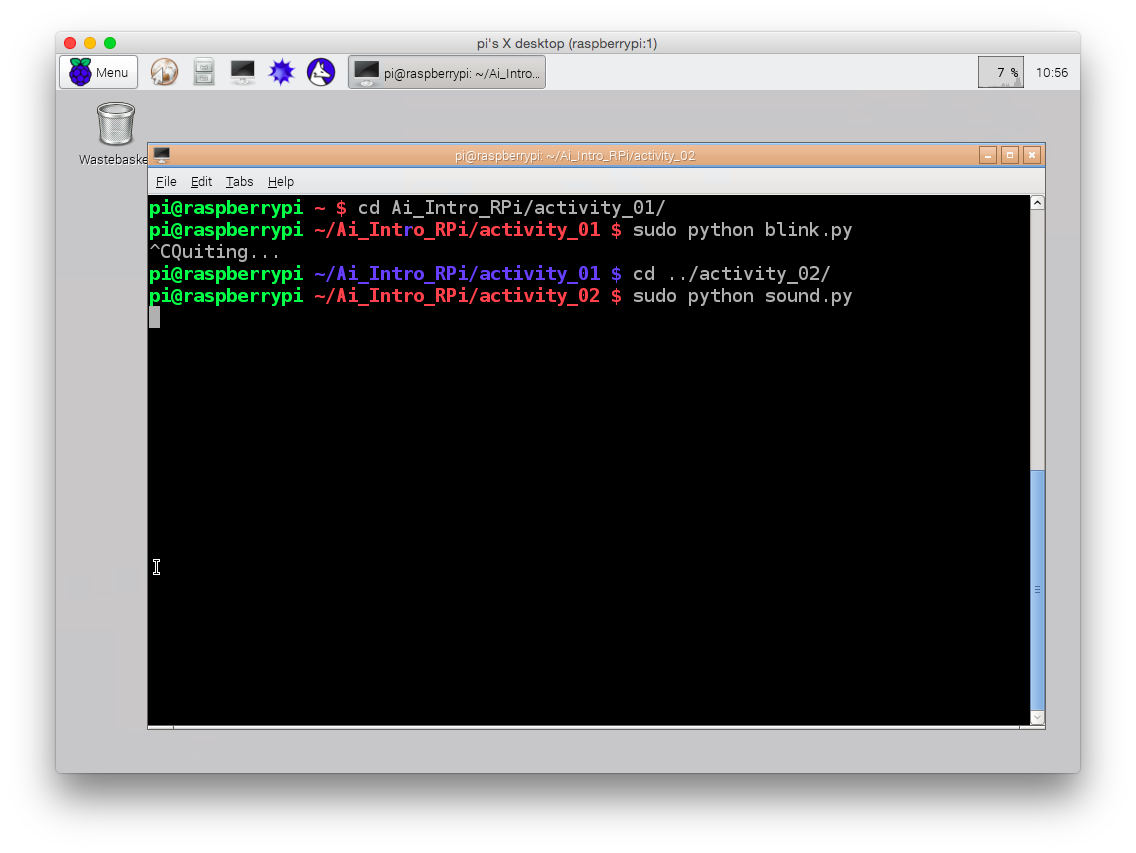 pi's X desktop (raspberrypi:1)
Menu pi@raspberrypi: ~/Ai_Intro... 7 % 10:56
Wastebaske
pi@raspberrypi: ~/Ai_Intro_RPi/activity_02
File Edit Tabs Help
pi@raspberrypi ~ $ cd Ai_Intro_RPi/activity_01/
pi@raspberrypi ~/Ai_Intro_RPi/activity_01 $ sudo python blink.py
^CQuiting...
pi@raspberrypi ~/Ai_Intro_RPi/activity_01 $ cd ../activity_02/
pi@raspberrypi ~/Ai_Intro_RPi/activity_02 $ sudo python sound.py